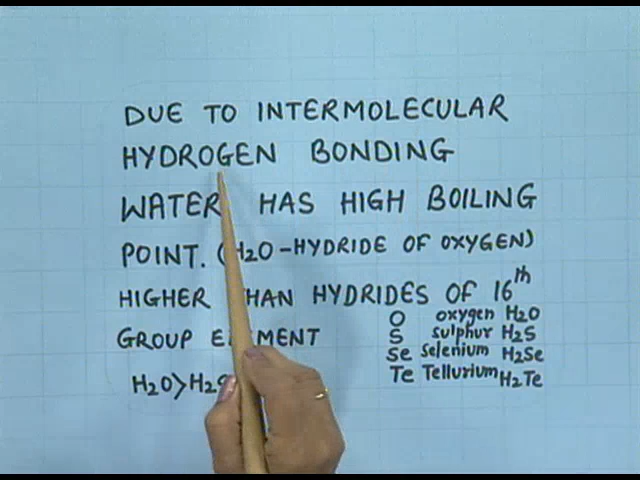 DUE TO INTERMOLECULAR
HYDROGEN BONDING
WATER HAS HIGH BOILING
POINT. (H2O-HYDRIDE OF OXYGEN)
HIGHER THAN HYDRIDES OF 16th
GROUP ELEMENT
O oxygen H2O
S sulphur H2S
Se Selenium H2Se
Te Tellurium H2Te
H2O>H2S